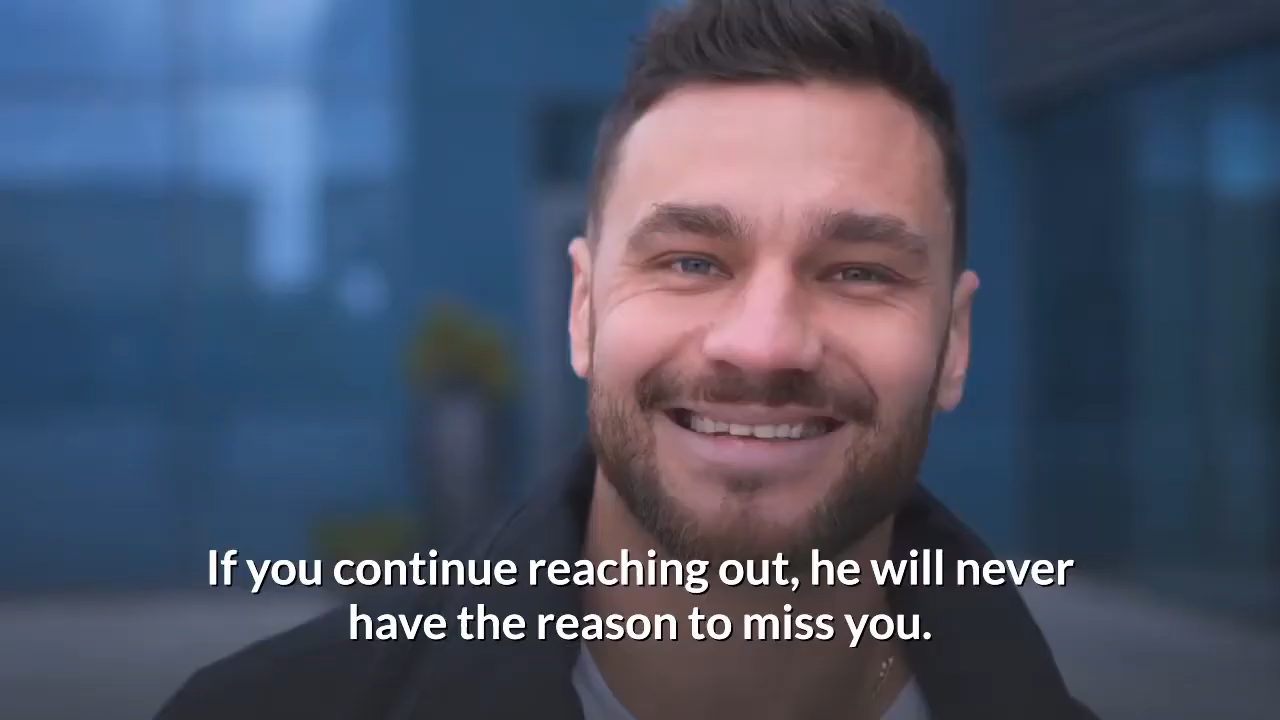 If you continue reaching out, he will never
have the reason to miss you.